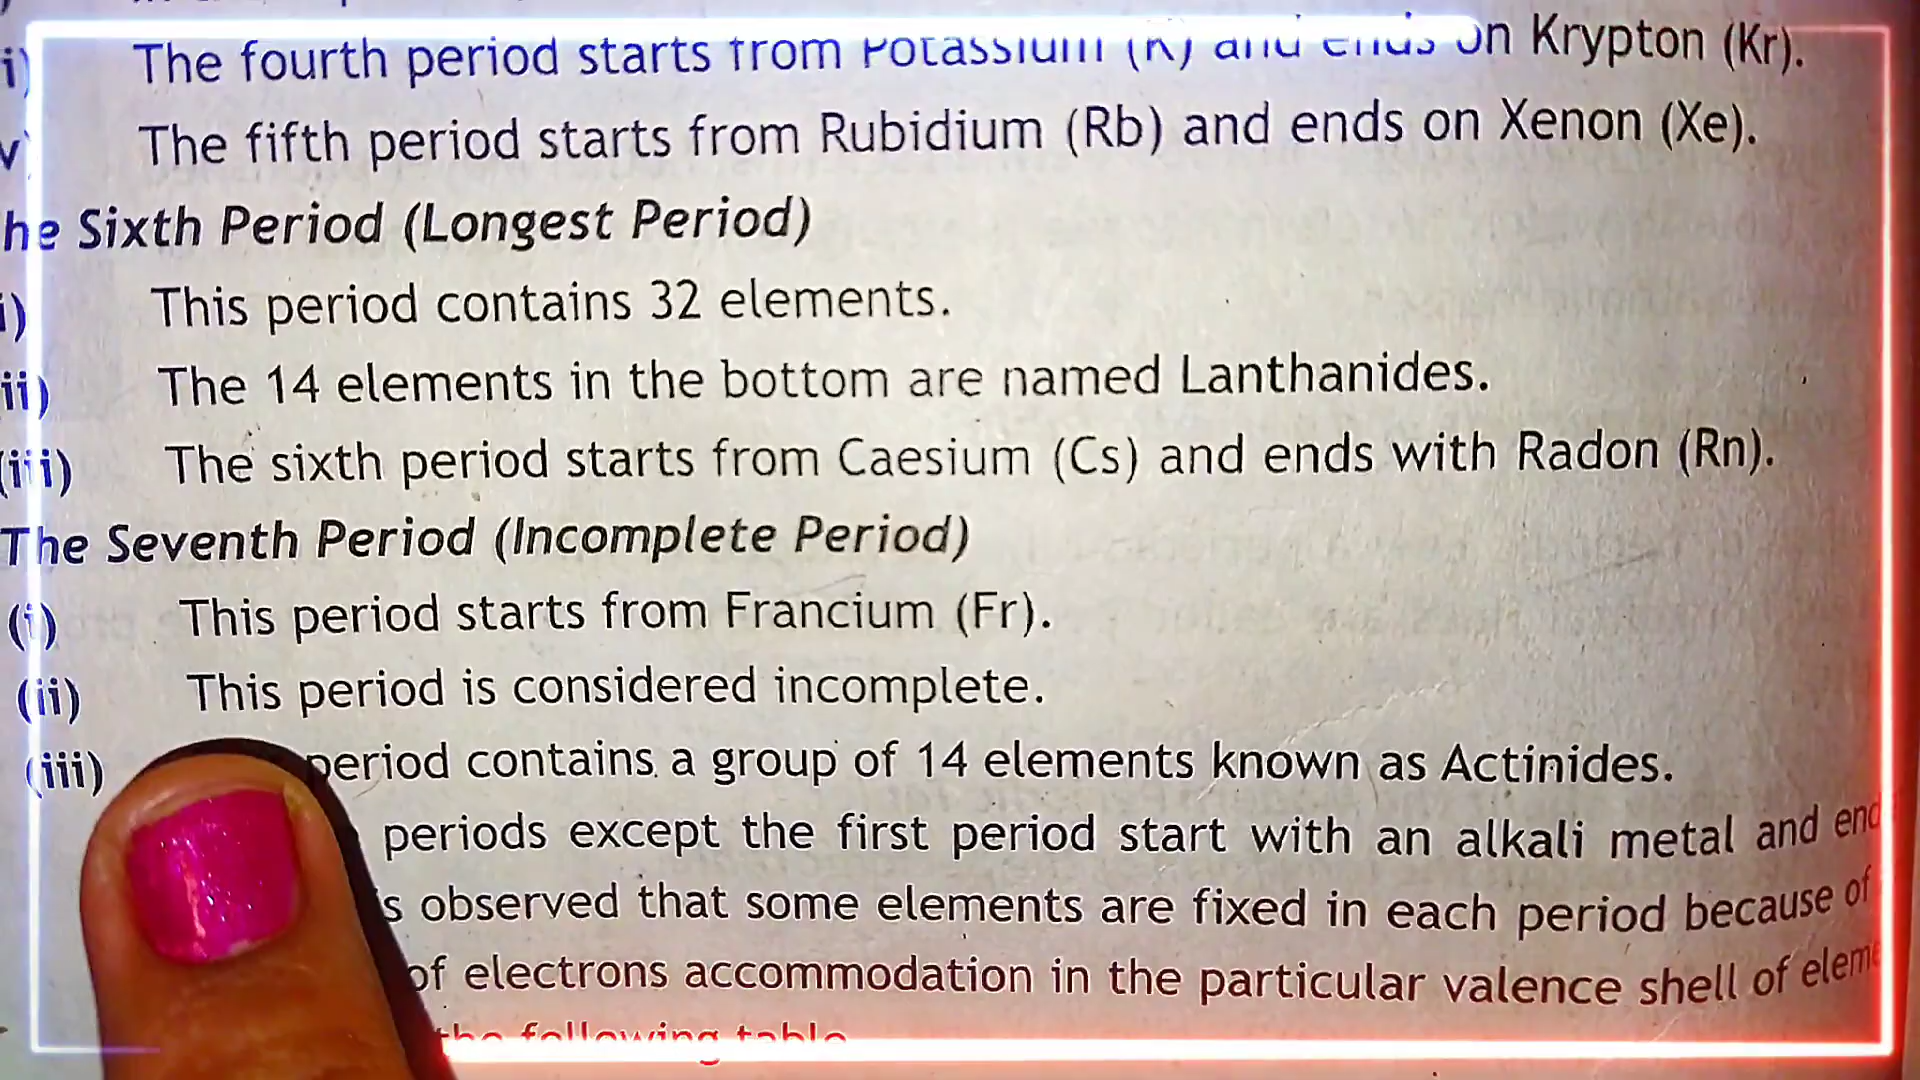 i) The fourth period starts from Potassium (K) and ends on Krypton (Kr).
v) The fifth period starts from Rubidium (Rb) and ends on Xenon (Xe).
he Sixth Period (Longest Period)
i) This period contains 32 elements.
ii) The 14 elements in the bottom are named Lanthanides.
(iii) The sixth period starts from Caesium (Cs) and ends with Radon (Rn).
The Seventh Period (Incomplete Period)
(i) This period starts from Francium (Fr).
(ii) This period is considered incomplete.
(iii) period contains a group of 14 elements known as Actinides.
periods except the first period start with an alkali metal and end
s observed that some elements are fixed in each period because of
of electrons accommodation in the particular valence shell of eleme
the following table